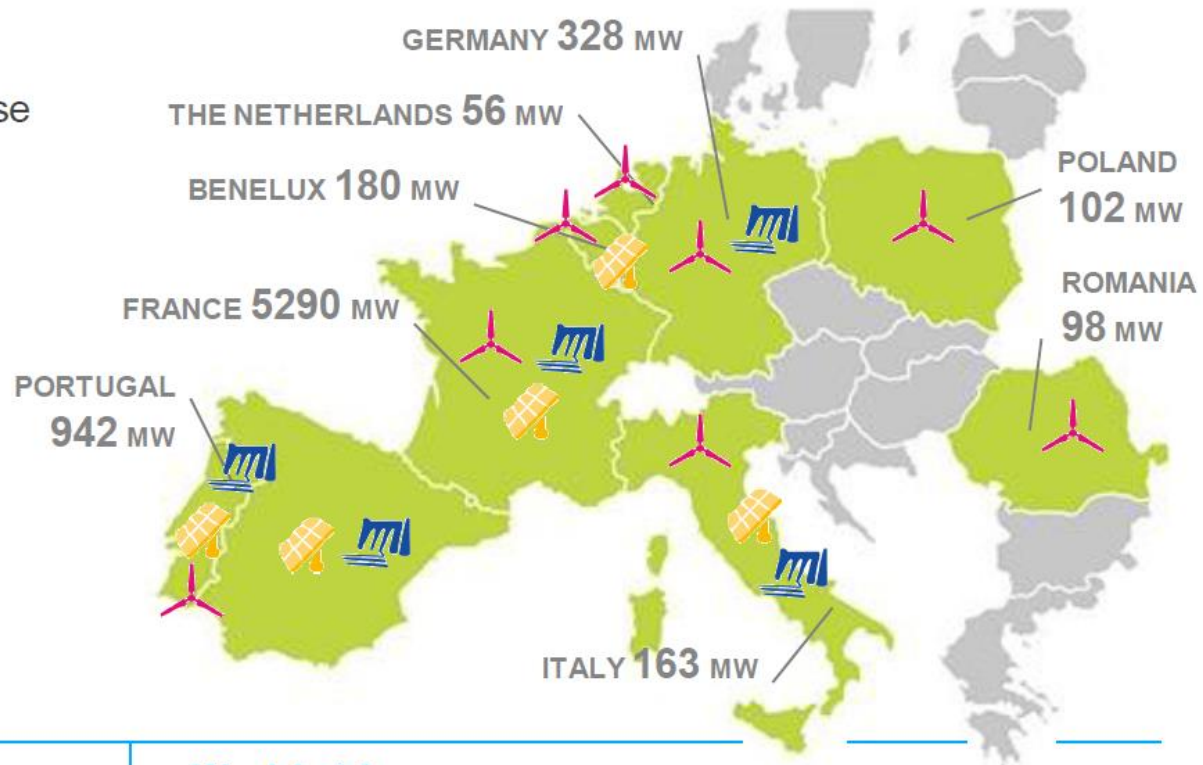 se
GERMANY 328 MW
THE NETHERLANDS 56 MW
BENELUX 180 MW
POLAND
102 MW
ROMANIA
98 MW
FRANCE 5290 MW
PORTUGAL
942 MW
ITALY 163 MW